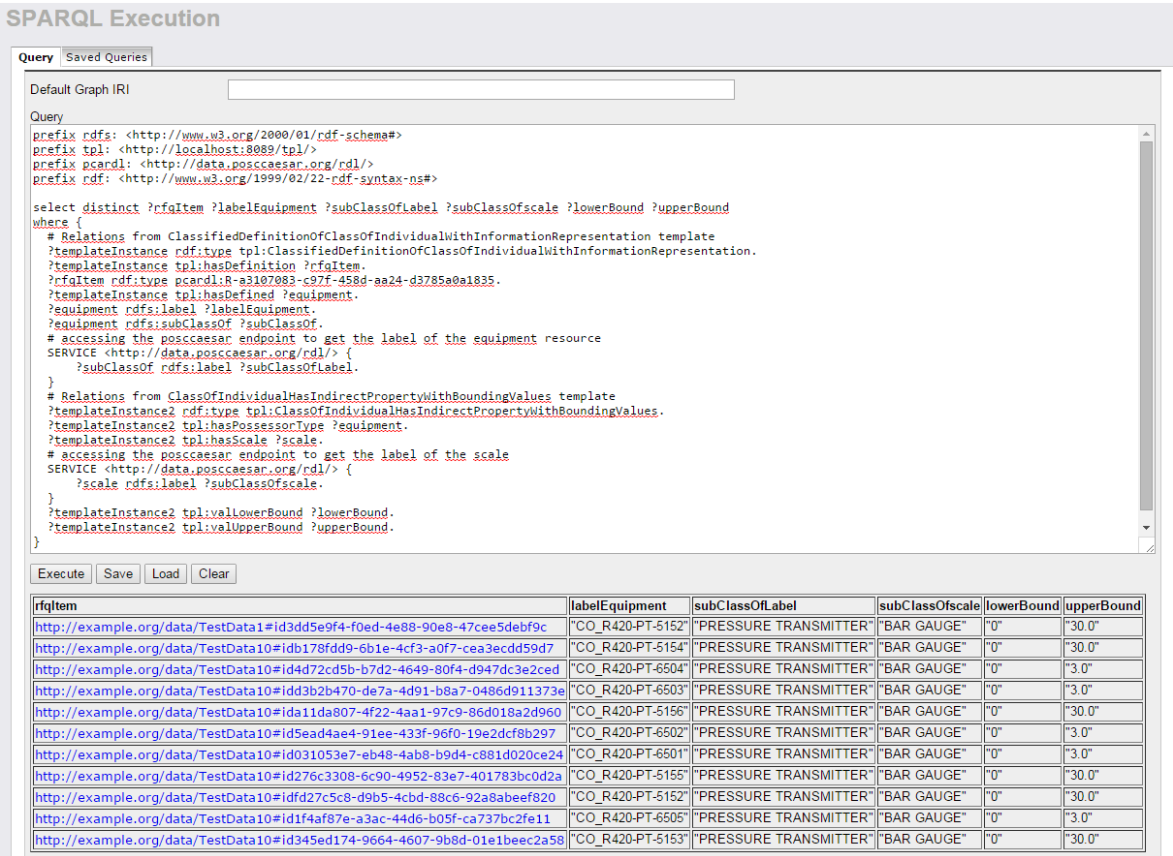 SPARQL Execution
Query Saved Queries
Default Graph IRI
Query
prefix rdfs: <http://www.w3.org/2000/01/rdf-schema#>
prefix tpl: <http://localhost:8089/tpl/>
prefix pcardl: <http://data.posccaesar.org/rdl/>
prefix rdf: <http://www.w3.org/1999/02/22-rdf-syntax-ns#>
select distinct ?rfqItem ?labelEquipment ?subClassOfLabel ?subClassOfscale ?lowerBound ?upperBound
where {
# Relations from ClassifiedDefinitionOfClassOfIndividualWithInformationRepresentation template
?templateInstance rdf:type tpl:ClassifiedDefinitionOfClassOfIndividualWithInformationRepresentation.
?templateInstance tpl:hasDefinition ?rfqItem.
?rfqItem rdf:type pcardl:R-a3107083-c97f-458d-aa24-d3785a0a1835.
?templateInstance tpl:hasDefined ?equipment.
?equipment rdfs:label ?labelEquipment.
?equipment rdfs:subClassOf ?subClassOf.
# accessing the posccaesar endpoint to get the label of the equipment resource
SERVICE <http://data.posccaesar.org/rdl/> {
?subClassOf rdfs:label ?subClassOfLabel.
}
# Relations from ClassOfIndividualHasIndirectPropertyWithBoundingValues template
?templateInstance2 rdf:type tpl:ClassOfIndividualHasIndirectPropertyWithBoundingValues.
?templateInstance2 tpl:hasPossessorType ?equipment.
?templateInstance2 tpl:hasScale ?scale.
# accessing the posccaesar endpoint to get the label of the scale
SERVICE <http://data.posccaesar.org/rdl/> {
?scale rdfs:label ?subClassOfscale.
}
?templateInstance2 tpl:valLowerBound ?lowerBound.
?templateInstance2 tpl:valUpperBound ?upperBound.
}
Execute Save Load Clear
rfqItem labelEquipment subClassOfLabel subClassOfscale lowerBound upperBound
http://example.org/data/TestData1#id3dd5e9f4-f0ed-4e88-90e8-47cee5debf9c "CO_R420-PT-5152" "PRESSURE TRANSMITTER" "BAR GAUGE" "0" "30.0"
http://example.org/data/TestData10#idb178fdd9-6b1e-4cf3-a0f7-cea3ecdd59d7 "CO_R420-PT-5154" "PRESSURE TRANSMITTER" "BAR GAUGE" "0" "30.0"
http://example.org/data/TestData10#id4d72cd5b-b7d2-4649-80f4-d947dc3e2ced "CO_R420-PT-6504" "PRESSURE TRANSMITTER" "BAR GAUGE" "0" "3.0"
http://example.org/data/TestData10#idd3b2b470-de7a-4d91-b8a7-0486d911373e "CO_R420-PT-6503" "PRESSURE TRANSMITTER" "BAR GAUGE" "0" "3.0"
http://example.org/data/TestData10#ida11da807-4f22-4aa1-97c9-86d018a2d960 "CO_R420-PT-5156" "PRESSURE TRANSMITTER" "BAR GAUGE" "0" "30.0"
http://example.org/data/TestData10#id5ead4ae4-91ee-433f-96f0-19e2dcf8b297 "CO_R420-PT-6502" "PRESSURE TRANSMITTER" "BAR GAUGE" "0" "3.0"
http://example.org/data/TestData10#id031053e7-eb48-4ab8-b9d4-c881d020ce24 "CO_R420-PT-6501" "PRESSURE TRANSMITTER" "BAR GAUGE" "0" "3.0"
http://example.org/data/TestData10#id276c3308-6c90-4952-83e7-401783bc0d2a "CO_R420-PT-5155" "PRESSURE TRANSMITTER" "BAR GAUGE" "0" "30.0"
http://example.org/data/TestData10#idfd27c5c8-d9b5-4cbd-88c6-92a8abeef820 "CO_R420-PT-5152" "PRESSURE TRANSMITTER" "BAR GAUGE" "0" "30.0"
http://example.org/data/TestData10#id1f4af87e-a3ac-44d6-b05f-ca737bc2fe11 "CO_R420-PT-6505" "PRESSURE TRANSMITTER" "BAR GAUGE" "0" "3.0"
http://example.org/data/TestData10#id345ed174-9664-4607-9b8d-01e1beec2a58 "CO_R420-PT-5153" "PRESSURE TRANSMITTER" "BAR GAUGE" "0" "30.0"